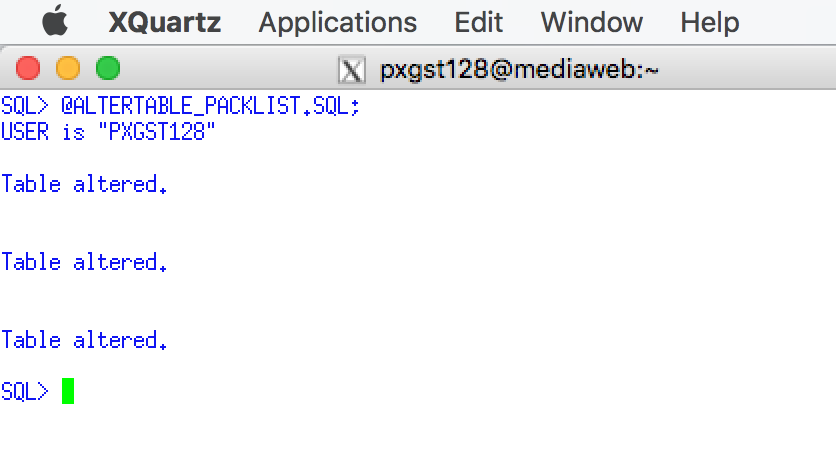 XQuartz Applications Edit Window Help
pxgst128@mediaweb:~
SQL> @ALTERTABLE_PACKLIST.SQL;
USER is "PXGST128"
Table altered.
Table altered.
Table altered.
SQL>